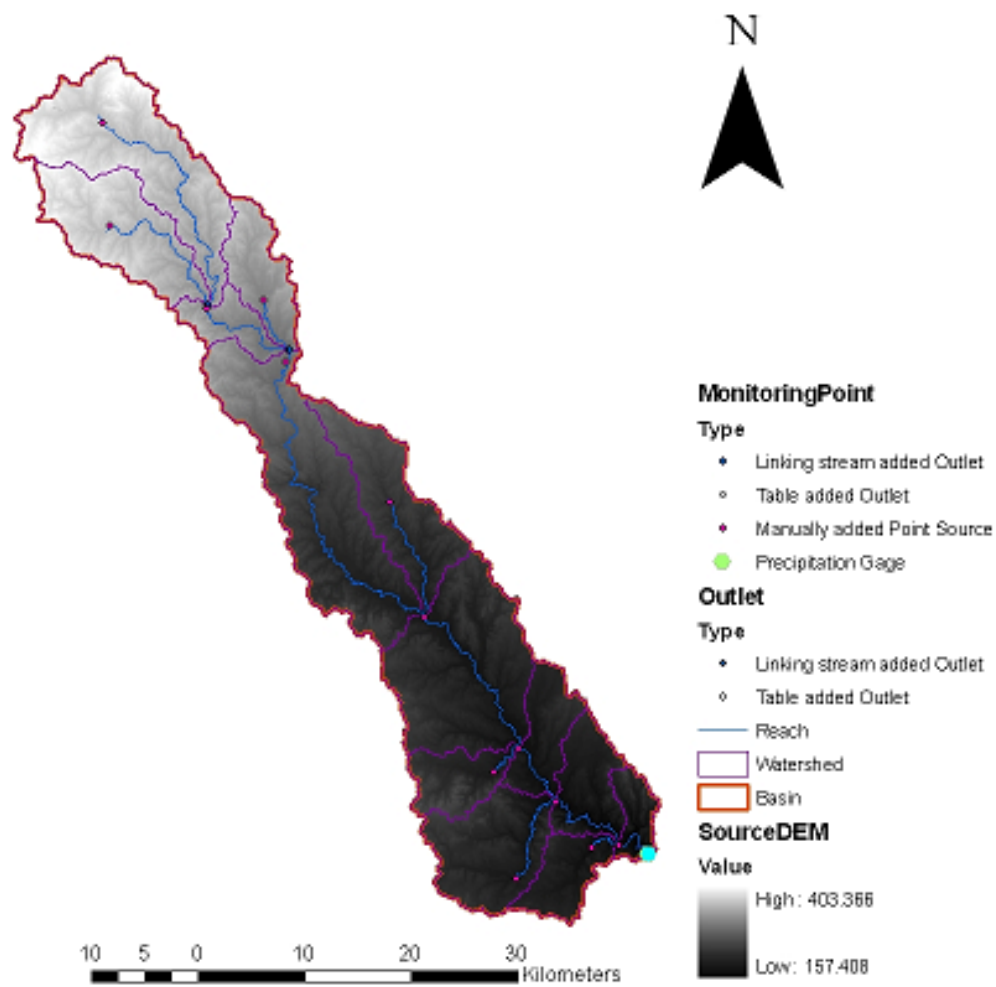 N
MonitoringPoint
Type
Linking stream added Outlet
Table added Outlet
Manually added Point Source
Precipitation Gage
Outlet
Type
Linking stream added Outlet
Table added Outlet
Reach
Watershed
Basin
SourceDEM
Value
High : 403.366
Low: 157.408
10 5 0 10 20 30
Kilometers